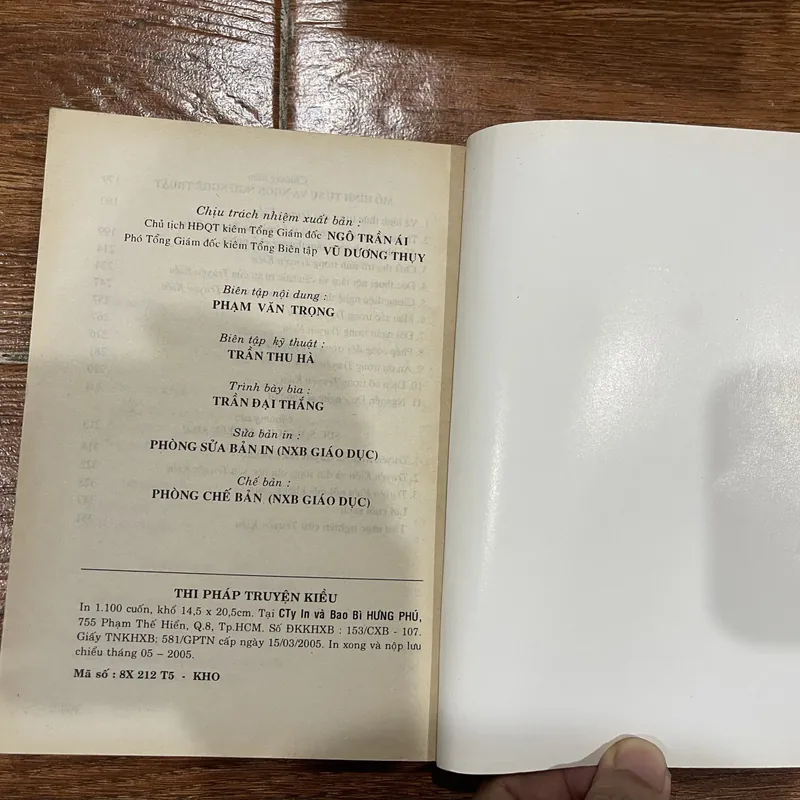 Chịu trách nhiệm xuất bản :
Chủ tịch HĐQT kiêm Tổng Giám đốc NGÔ TRẦN ÁI
Phó Tổng Giám đốc kiêm Tổng Biên tập VŨ DƯƠNG THỤY
Biên tập nội dung :
PHẠM VĂN TRỌNG
Biên tập kỹ thuật :
TRẦN THU HÀ
Trình bày bìa :
TRẦN ĐẠI THẮNG
Sửa bản in :
PHÒNG SỬA BẢN IN (NXB GIÁO DỤC)
Chế bản :
PHÒNG CHẾ BẢN (NXB GIÁO DỤC)
THI PHÁP TRUYỆN KIỀU
In 1.100 cuốn, khổ 14,5 x 20,5cm. Tại CTy In và Bao Bì HƯNG PHÚ,
755 Phạm Thế Hiển, Q.8, Tp.HCM. Số ĐKKHXB : 153/CXB - 107.
Giấy TNKHXB: 581/GPTN cấp ngày 15/03/2005. In xong và nộp lưu
chiểu tháng 05 – 2005.
Mã số : 8X 212 T5 - KHO